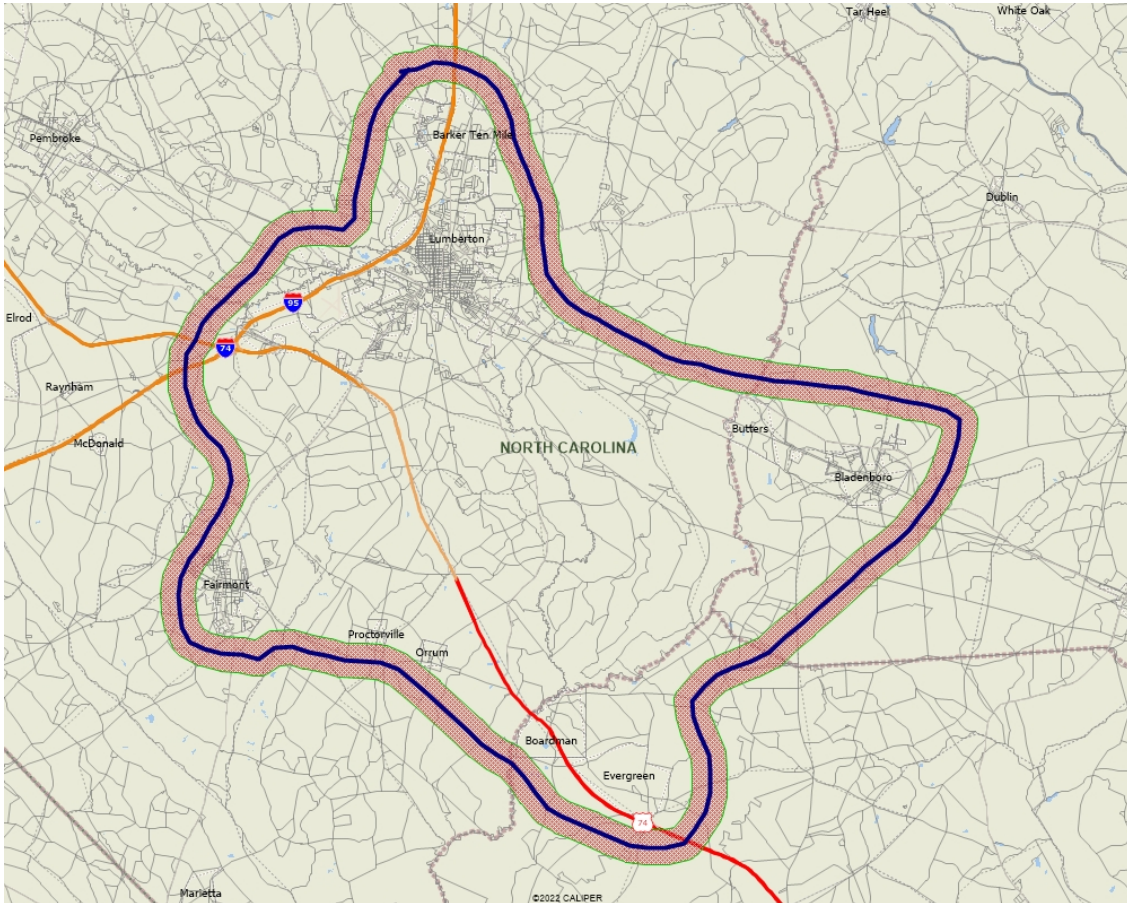 Tar Heel
White Oak
Pembroke
Barker Ten Mile
Dublin
Lumberton
95
Elrod
74
Raynham
McDonald
Butters
NORTH CAROLINA
Bladenboro
Fairmont
Proctorville
Orrum
Boardman
Evergreen
74
Marietta
©2022 CALIPER